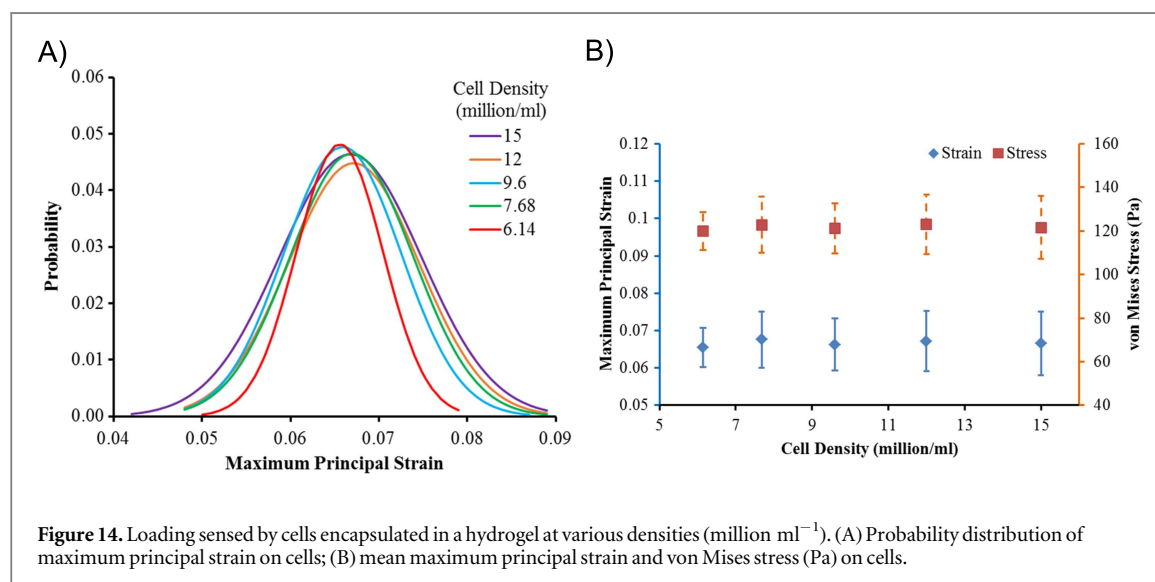 A)
0.06
0.05
0.04
0.03
0.02
0.01
0.00
Probability
0.04 0.05 0.06 0.07 0.08 0.09
Maximum Principal Strain
Cell Density
(million/ml)
15
12
9.6
7.68
6.14
B)
Strain Stress
0.12
0.11
0.1
0.09
0.08
0.07
0.06
0.05
Maximum Principal Strain
160
140
120
100
80
60
40
von Mises Stress (Pa)
5 7 9 11 13 15
Cell Density (million/ml)
Figure 14. Loading sensed by cells encapsulated in a hydrogel at various densities (million ml⁻¹). (A) Probability distribution of
maximum principal strain on cells; (B) mean maximum principal strain and von Mises stress (Pa) on cells.